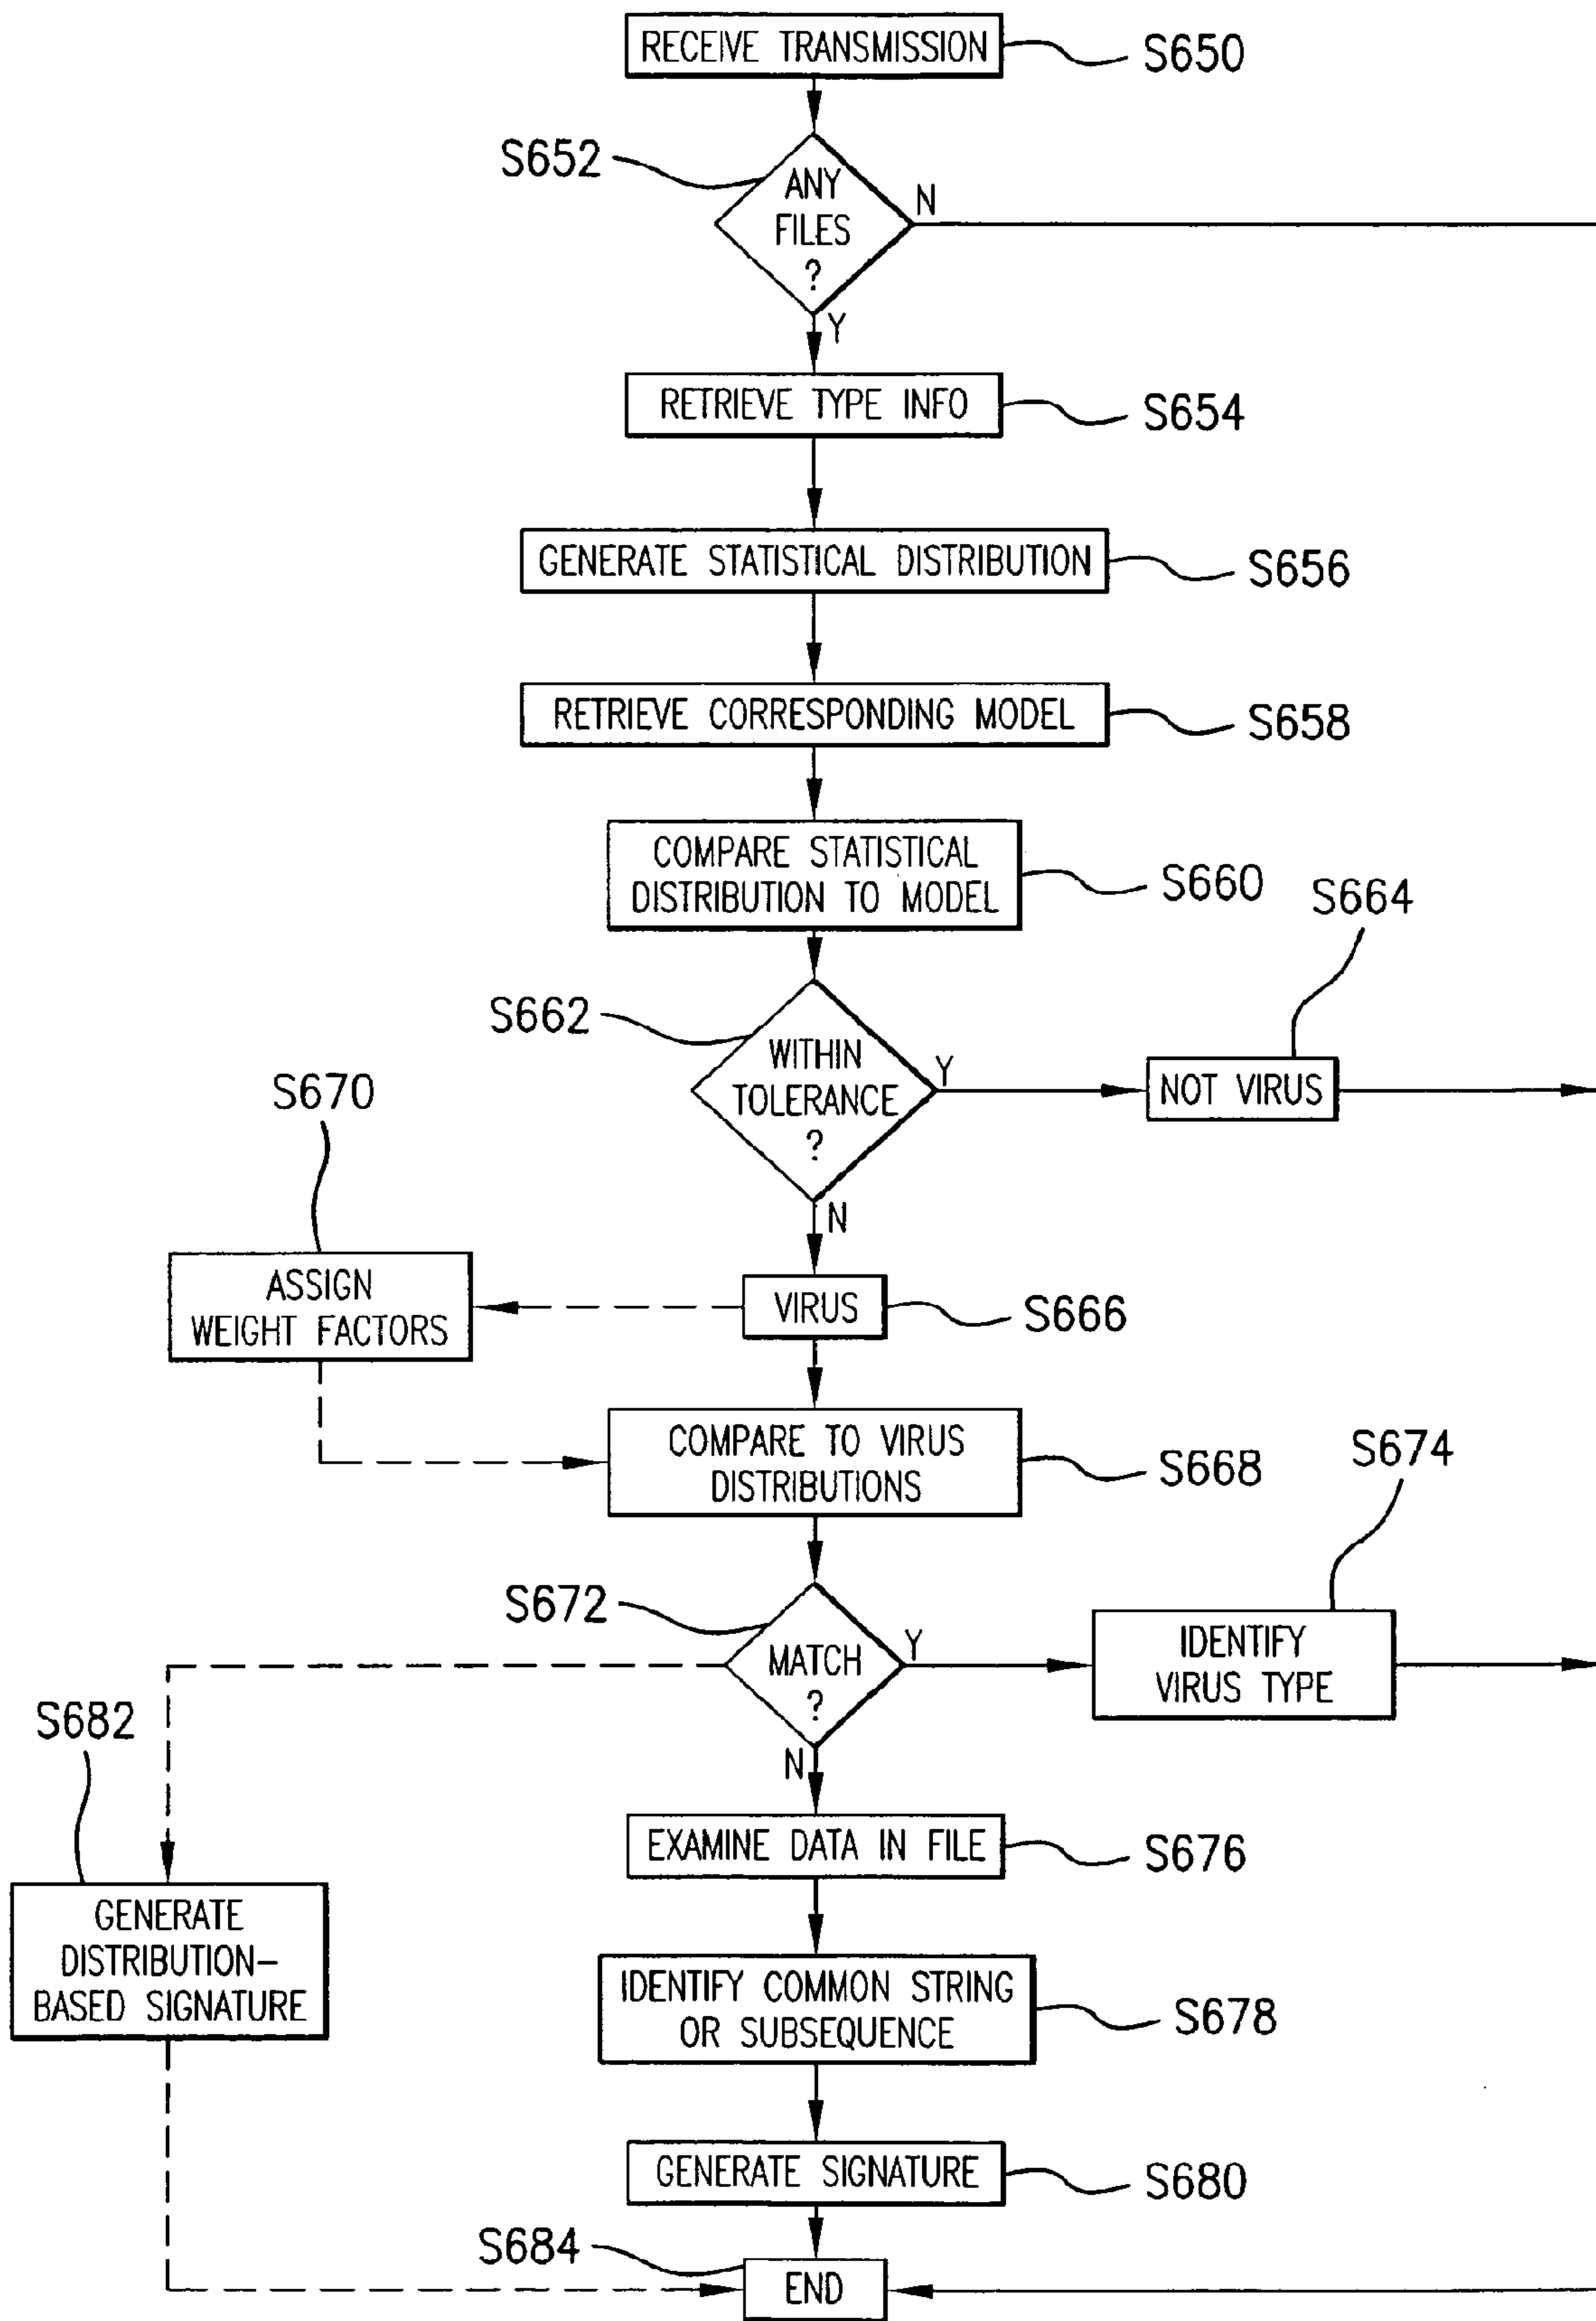 RECEIVE TRANSMISSION
S650
S652
ANY
FILES
?
N
Y
RETRIEVE TYPE INFO
S654
GENERATE STATISTICAL DISTRIBUTION
S656
RETRIEVE CORRESPONDING MODEL
S658
COMPARE STATISTICAL
DISTRIBUTION TO MODEL
S660
S664
S662
WITHIN
TOLERANCE
?
Y
NOT VIRUS
N
S670
ASSIGN
WEIGHT FACTORS
VIRUS
S666
COMPARE TO VIRUS
DISTRIBUTIONS
S668
S674
S672
MATCH
?
Y
IDENTIFY
VIRUS TYPE
N
S682
GENERATE
DISTRIBUTION-
BASED SIGNATURE
EXAMINE DATA IN FILE
S676
IDENTIFY COMMON STRING
OR SUBSEQUENCE
S678
GENERATE SIGNATURE
S680
S684
END